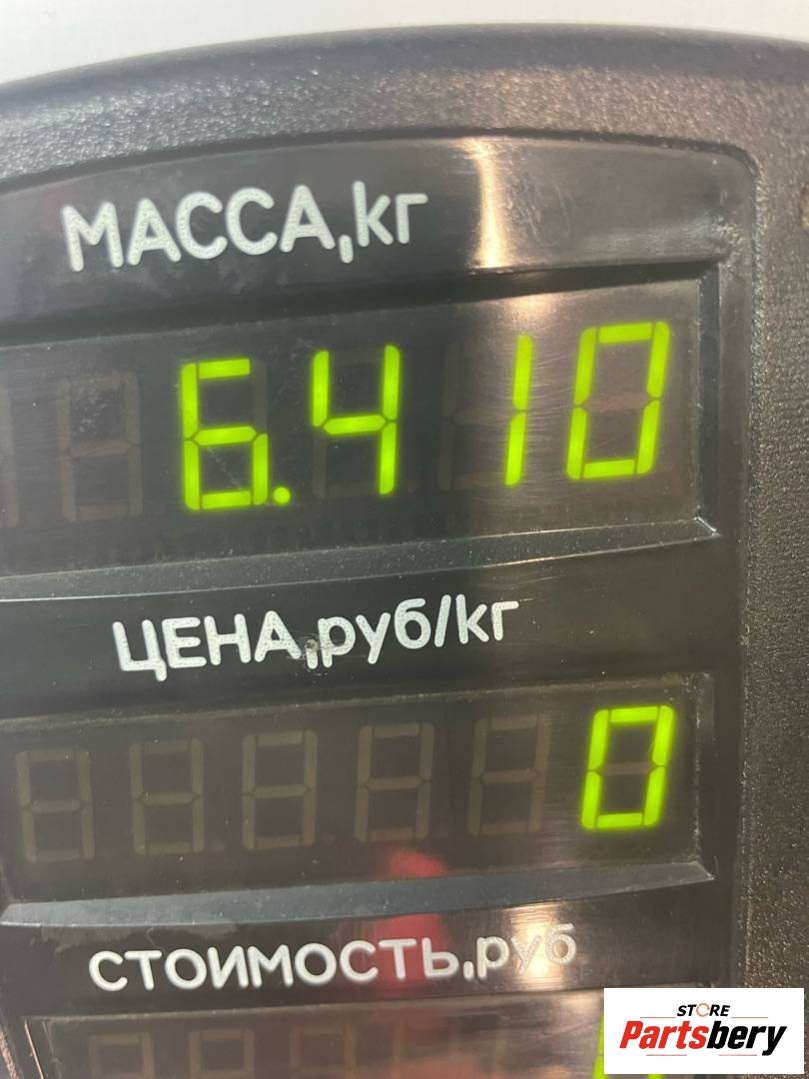 МАССА,кг
6.410
ЦЕНА,руб/кг
0
СТОИМОСТЬ,руб
STORE
Partsbery